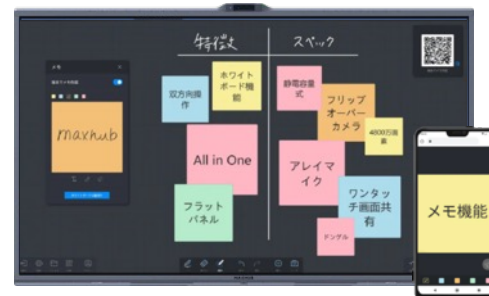 特徴
スペック
メモ
maxhub
双方向操
作
ホワイト
ボード機
能
All in One
フラット
パネル
静電容量
式
フリップ
オーバー
カメラ
4800万画
素
アレイマ
イク
ワンタッ
チ画面共
有
ドングル
メモ機能